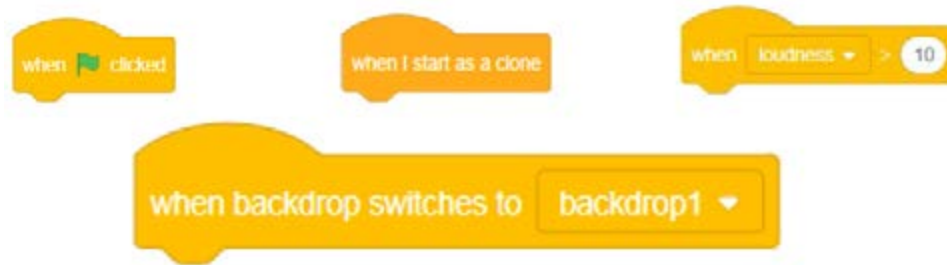 when clicked
when I start as a clone
when loudness > 10
when backdrop switches to backdrop1